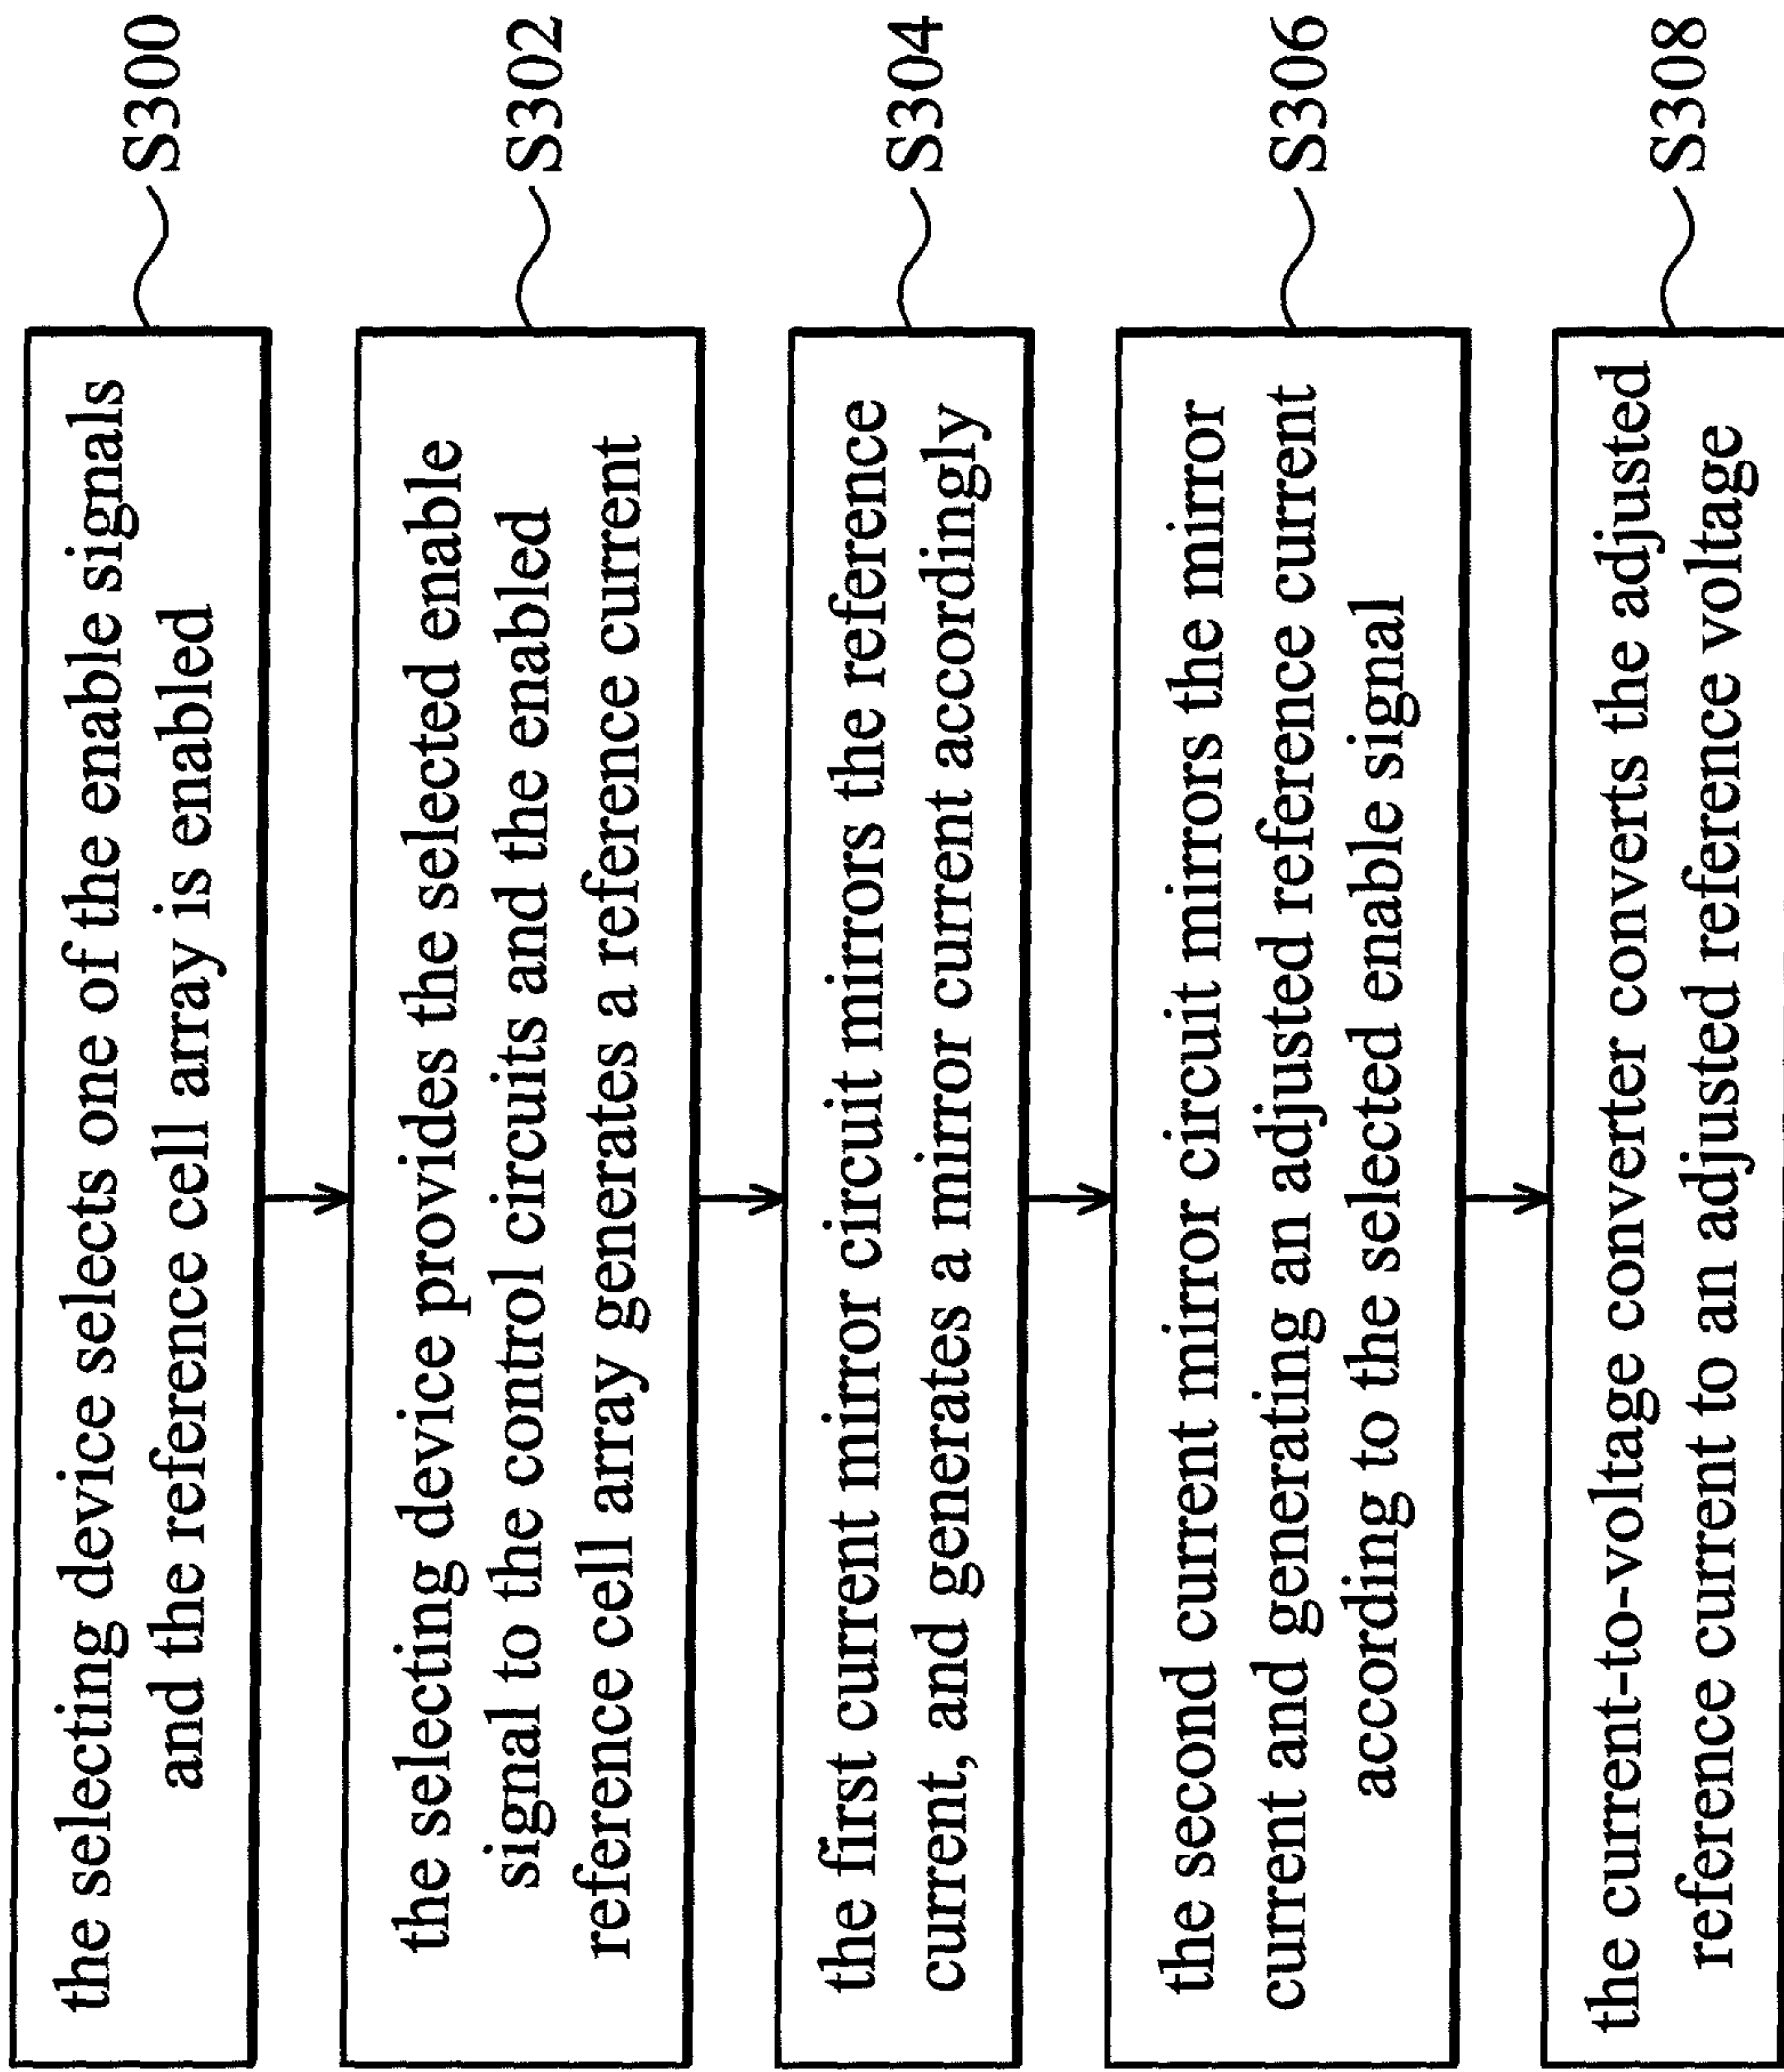 the selecting device selects one of the enable signals
and the reference cell array is enabled
S300
the selecting device provides the selected enable
signal to the control circuits and the enabled
reference cell array generates a reference current
S302
the first current mirror circuit mirrors the reference
current, and generates a mirror current accordingly
S304
the second current mirror circuit mirrors the mirror
current and generating an adjusted reference current
according to the selected enable signal
S306
the current-to-voltage converter converts the adjusted
reference current to an adjusted reference voltage
S308